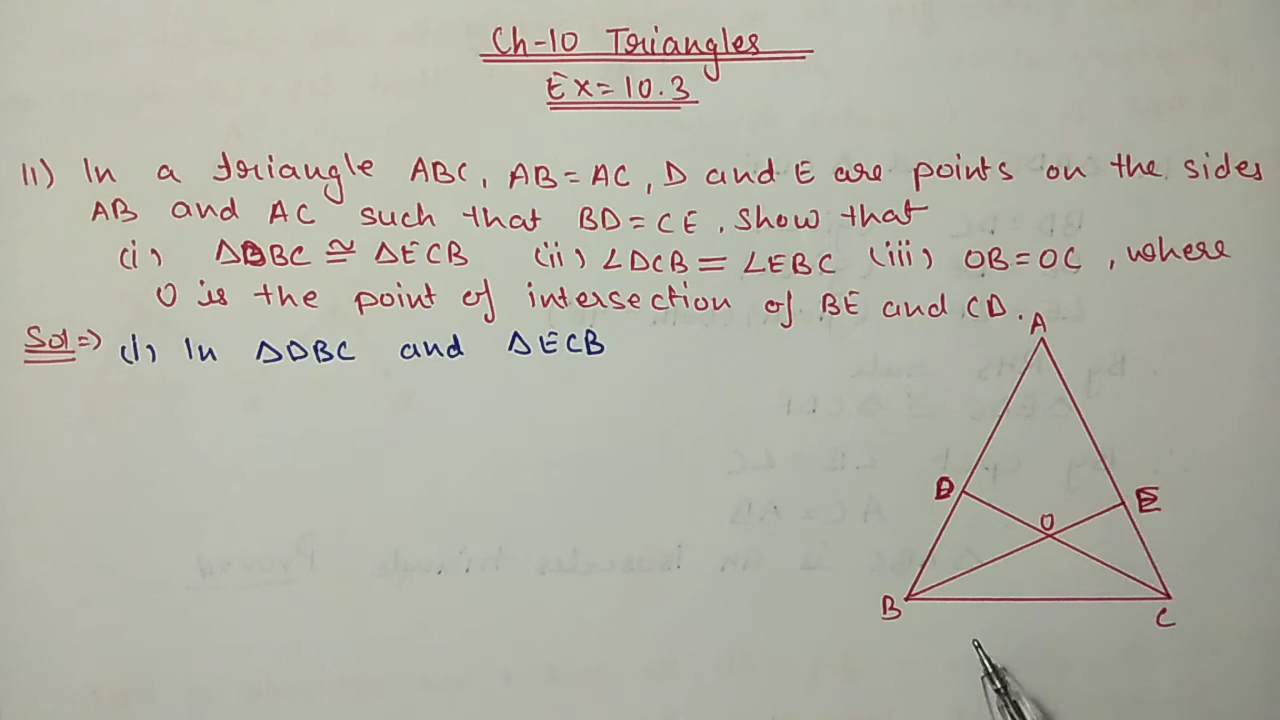 Ch-10 Triangles
Ex = 10.3
11) In a triangle ABC, AB = AC, D and E are points on the sides
AB and AC such that BD = CE. Show that
(i) ΔDBC ≅ ΔECB (ii) ∠DCB = ∠EBC (iii) OB = OC, where
O is the point of intersection of BE and CD.
Sol => (i) In ΔDBC and ΔECB
A
D
E
O
B
C